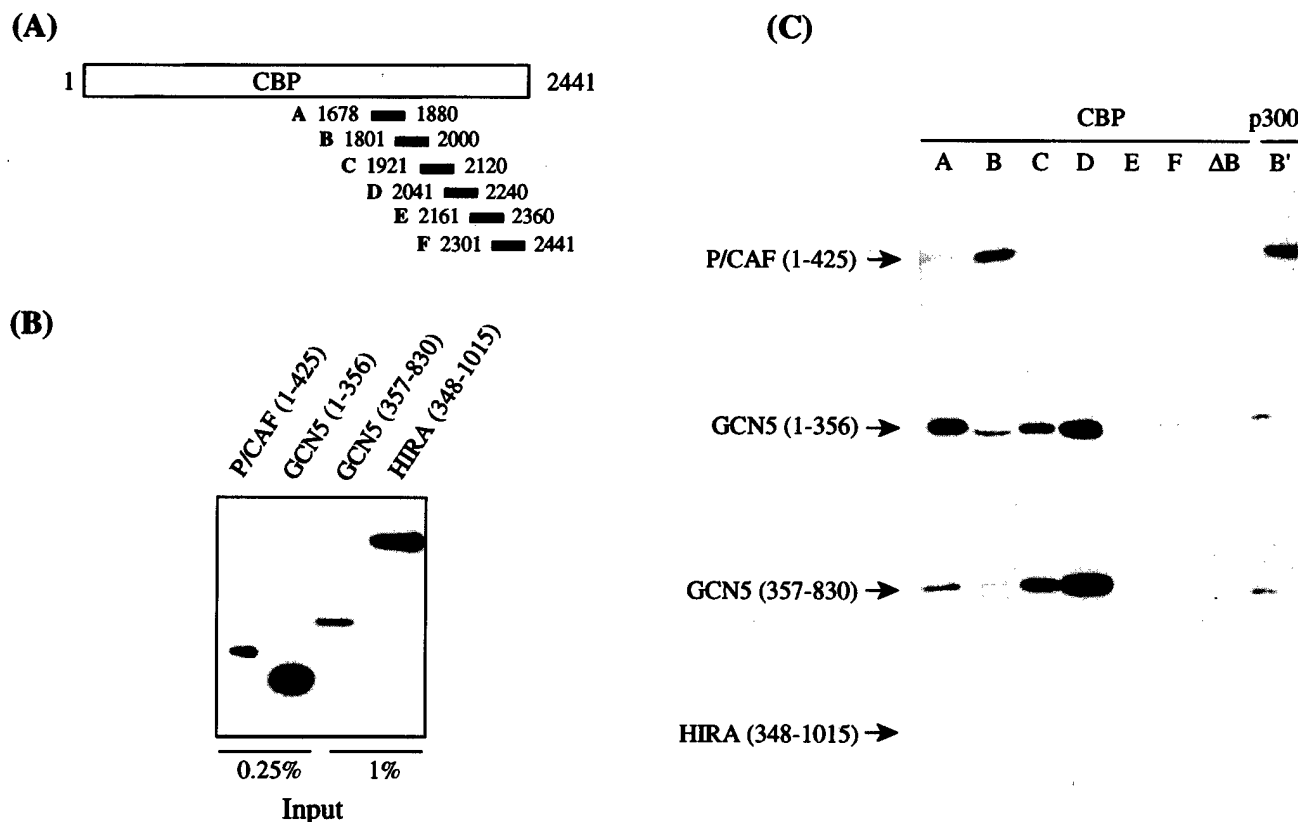 (A)
1 CBP 2441
A 1678 1880
B 1801 2000
C 1921 2120
D 2041 2240
E 2161 2360
F 2301 2441
(B)
P/CAF (1-425)
GCN5 (1-356)
GCN5 (357-830)
HIRA (348-1015)
0.25% 1%
Input
(C)
CBP p300
A B C D E F ΔB B'
P/CAF (1-425)
GCN5 (1-356)
GCN5 (357-830)
HIRA (348-1015)